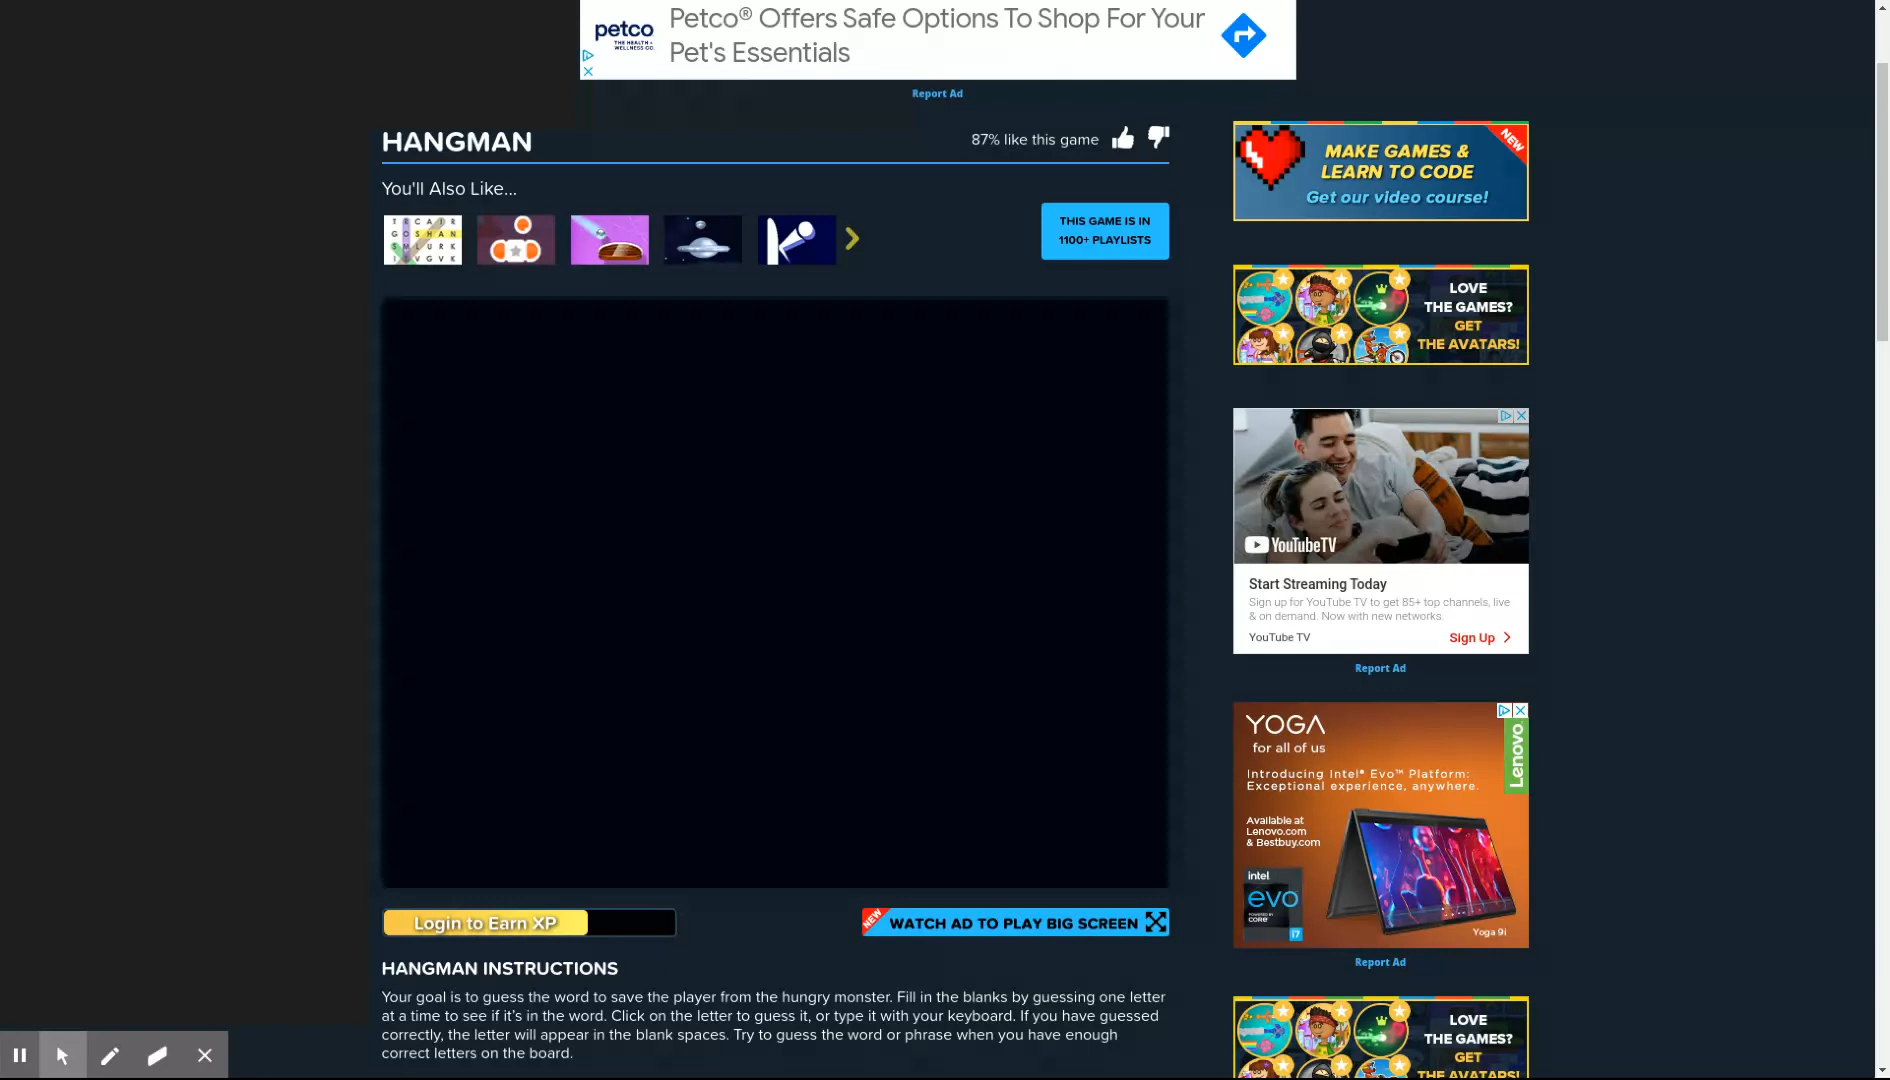 petco
THE HEALTH +
WELLNESS CO.
Petco® Offers Safe Options To Shop For Your
Pet's Essentials
Report Ad
HANGMAN
87% like this game
You'll Also Like...
THIS GAME IS IN
1100+ PLAYLISTS
MAKE GAMES &
LEARN TO CODE
Get our video course!
NEW
LOVE
THE GAMES?
GET
THE AVATARS!
YouTubeTV
Start Streaming Today
Sign up for YouTube TV to get 85+ top channels, live
& on demand. Now with new networks.
YouTube TV
Sign Up
Report Ad
YOGA
for all of us
Lenovo
Introducing Intel® Evo™ Platform:
Exceptional experience, anywhere.
Available at
Lenovo.com
& Bestbuy.com
intel
evo
POWERED BY
CORE
i7
Yoga 9i
Report Ad
Login to Earn XP
NEW
WATCH AD TO PLAY BIG SCREEN
HANGMAN INSTRUCTIONS
Your goal is to guess the word to save the player from the hungry monster. Fill in the blanks by guessing one letter
at a time to see if it's in the word. Click on the letter to guess it, or type it with your keyboard. If you have guessed
correctly, the letter will appear in the blank spaces. Try to guess the word or phrase when you have enough
correct letters on the board.
LOVE
THE GAMES?
GET
THE AVATARS!